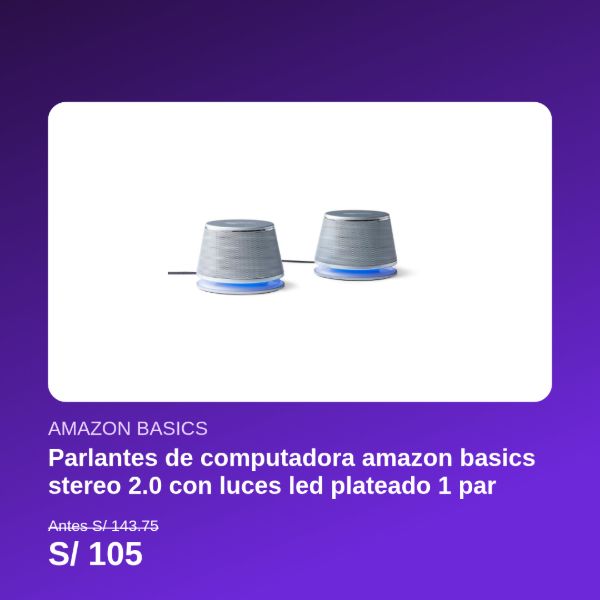 AMAZON BASICS
Parlantes de computadora amazon basics
stereo 2.0 con luces led plateado 1 par
Antes S/ 143.75
S/ 105